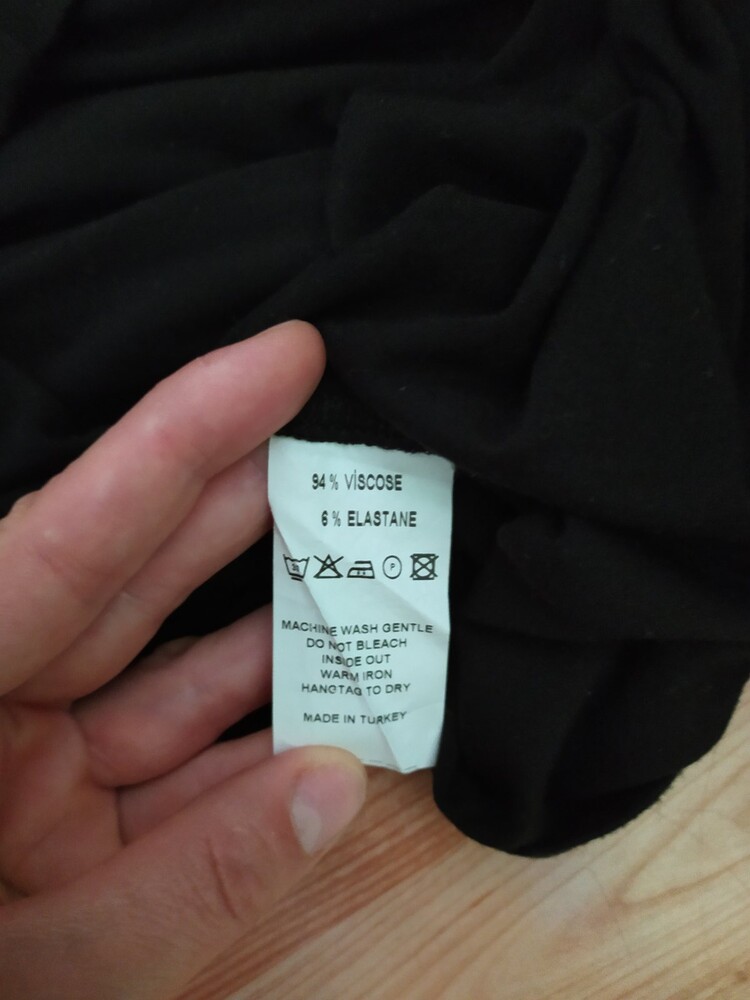 94 % VİSCOSE
6 % ELASTANE
30 P
MACHINE WASH GENTLE
DO NOT BLEACH
INSIDE OUT
WARM IRON
HANGTAG TO DRY
MADE IN TURKEY